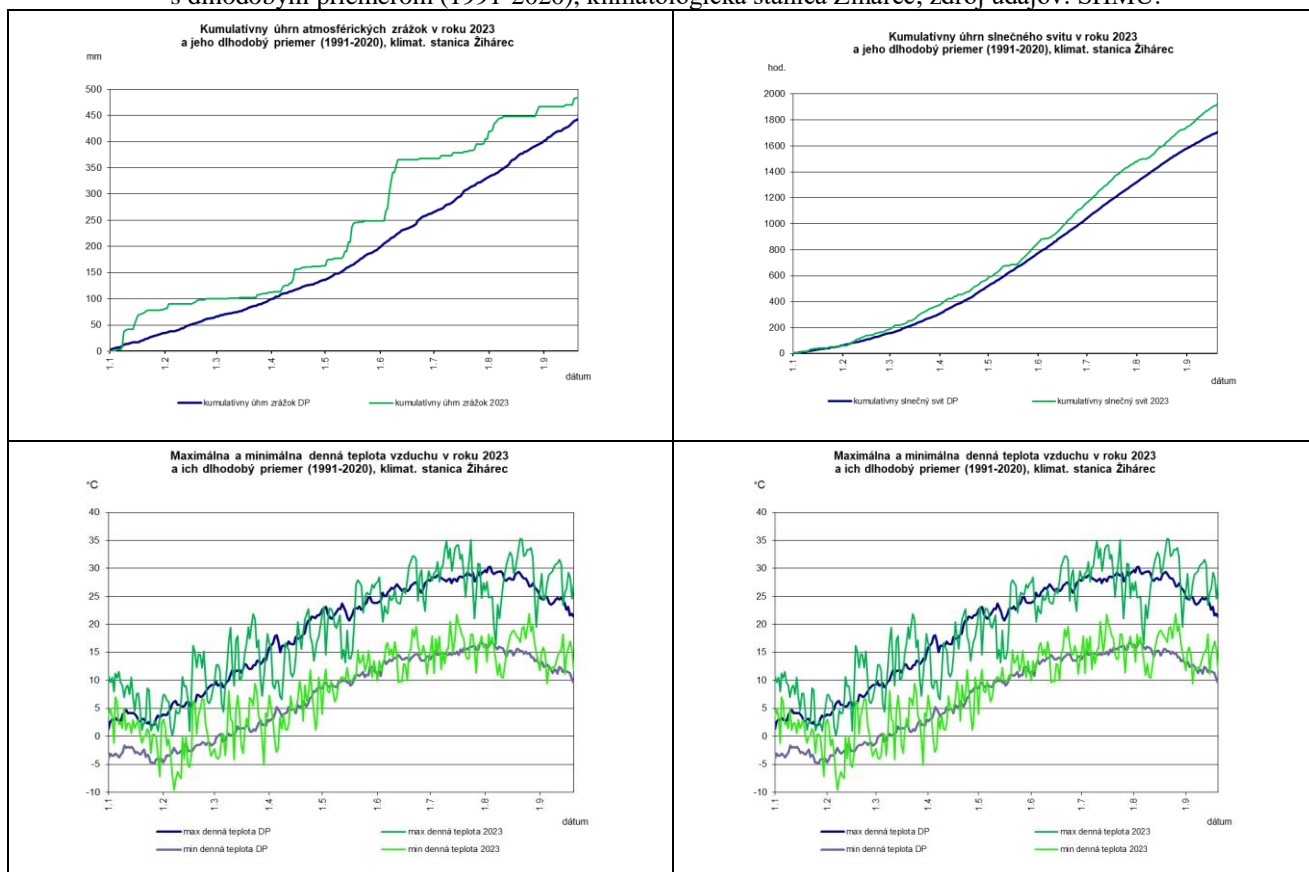 s dlhodobým priemerom (1991-2020), klimatologická stanica Žihárec, zdroj údajov: SHMÚ.
Kumulatívny úhrn atmosférických zrážok v roku 2023
a jeho dlhodobý priemer (1991-2020), klimat. stanica Žihárec
mm
500
450
400
350
300
250
200
150
100
50
0
1.1
1.2
1.3
1.4
1.5
1.6
1.7
1.8
1.9
dátum
kumulatívny úhrn zrážok DP
kumulatívny úhrn zrážok 2023
Kumulatívny úhrn slnečného svitu v roku 2023
a jeho dlhodobý priemer (1991-2020), klimat. stanica Žihárec
hod.
2000
1800
1600
1400
1200
1000
800
600
400
200
0
1.1
1.2
1.3
1.4
1.5
1.6
1.7
1.8
1.9
dátum
kumulatívny slnečný svit DP
kumulatívny slnečný svit 2023
Maximálna a minimálna denná teplota vzduchu v roku 2023
a ich dlhodobý priemer (1991-2020), klimat. stanica Žihárec
°C
40
35
30
25
20
15
10
5
0
-5
-10
1.1
1.2
1.3
1.4
1.5
1.6
1.7
1.8
1.9
dátum
max denná teplota DP
max denná teplota 2023
min denná teplota DP
min denná teplota 2023
Maximálna a minimálna denná teplota vzduchu v roku 2023
a ich dlhodobý priemer (1991-2020), klimat. stanica Žihárec
°C
40
35
30
25
20
15
10
5
0
-5
-10
1.1
1.2
1.3
1.4
1.5
1.6
1.7
1.8
1.9
dátum
max denná teplota DP
max denná teplota 2023
min denná teplota DP
min denná teplota 2023